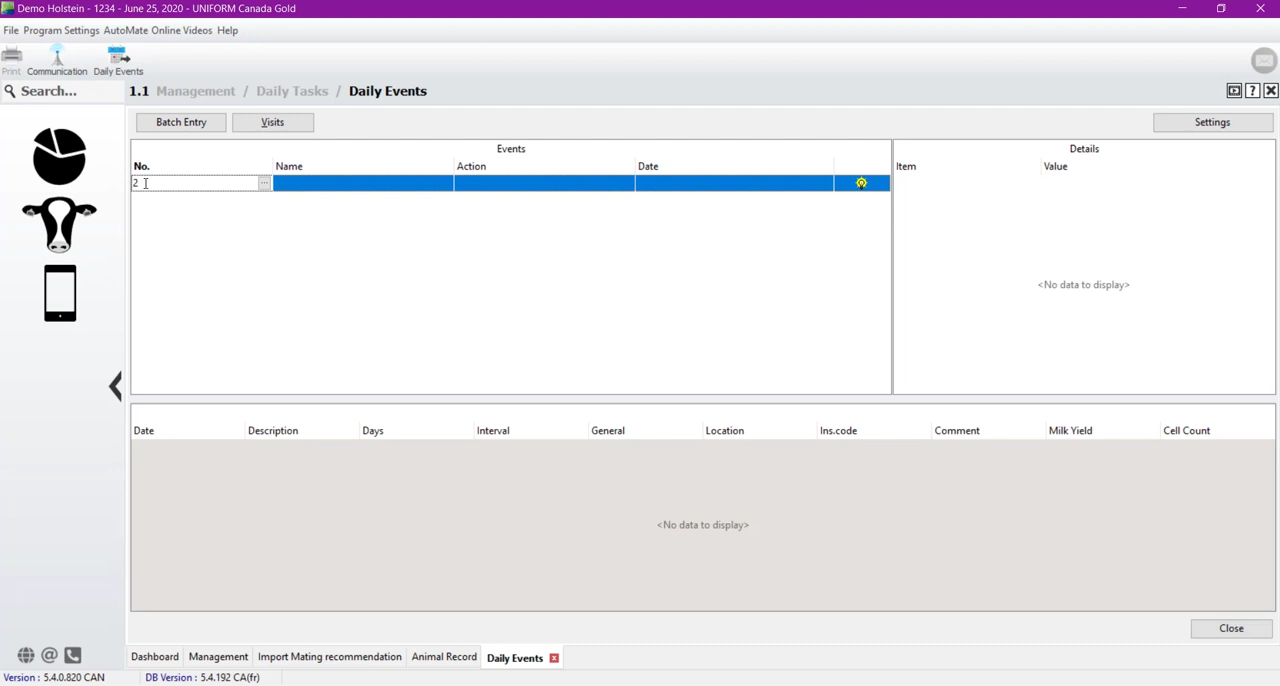 Demo Holstein - 1234 - June 25, 2020 - UNIFORM Canada Gold
File Program Settings AutoMate Online Videos Help
Print Communication Daily Events
Search... 1.1 Management / Daily Tasks / Daily Events
Batch Entry Visits Settings
Events Details
No. Name Action Date Item Value
2
<No data to display>
Date Description Days Interval General Location Ins.code Comment Milk Yield Cell Count
<No data to display>
Close
Dashboard Management Import Mating recommendation Animal Record Daily Events
Version : 5.4.0.820 CAN DB Version : 5.4.192 CA(fr)